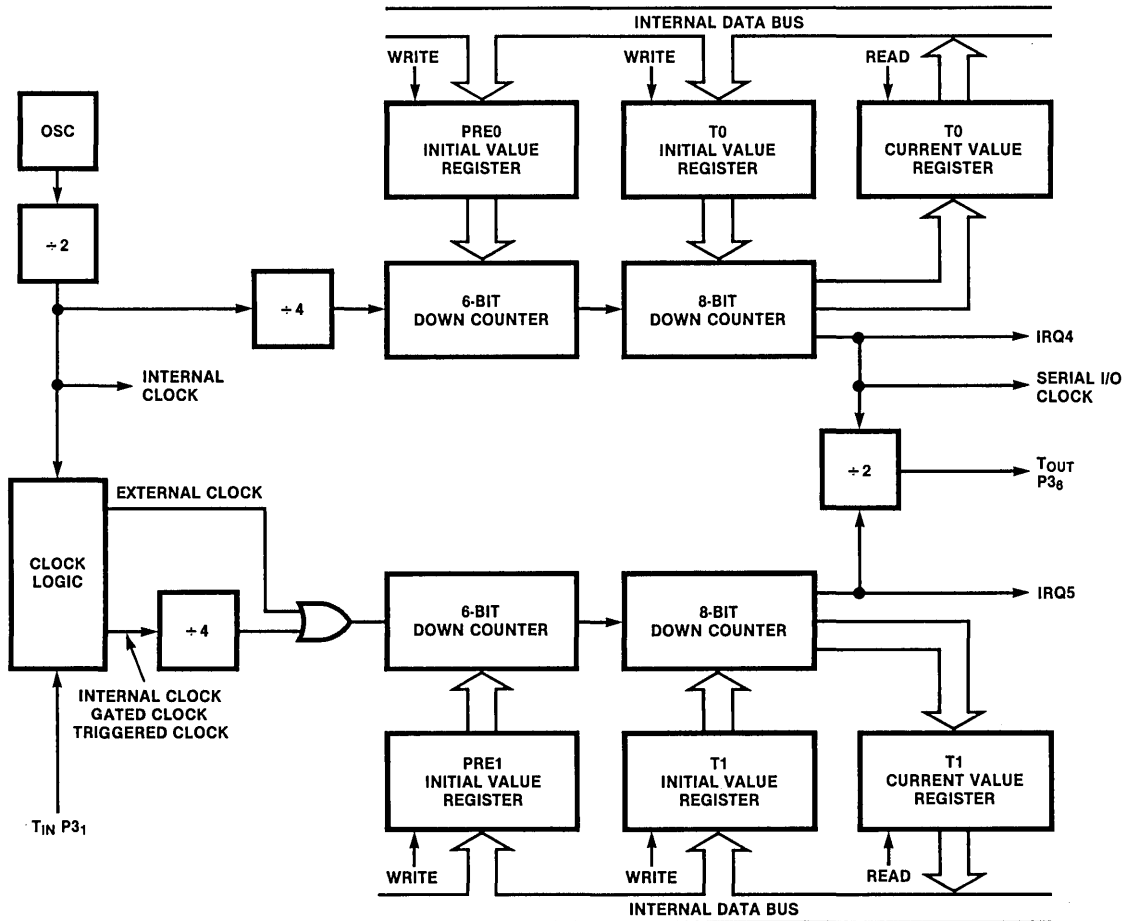 INTERNAL DATA BUS
WRITE
WRITE
READ
OSC
PRE0
INITIAL VALUE
REGISTER
T0
INITIAL VALUE
REGISTER
T0
CURRENT VALUE
REGISTER
÷2
÷4
6-BIT
DOWN COUNTER
8-BIT
DOWN COUNTER
IRQ4
INTERNAL
CLOCK
SERIAL I/O
CLOCK
÷2
TOUT
P36
EXTERNAL CLOCK
CLOCK
LOGIC
÷4
6-BIT
DOWN COUNTER
8-BIT
DOWN COUNTER
IRQ5
INTERNAL CLOCK
GATED CLOCK
TRIGGERED CLOCK
PRE1
INITIAL VALUE
REGISTER
T1
INITIAL VALUE
REGISTER
T1
CURRENT VALUE
REGISTER
TIN P31
WRITE
WRITE
READ
INTERNAL DATA BUS